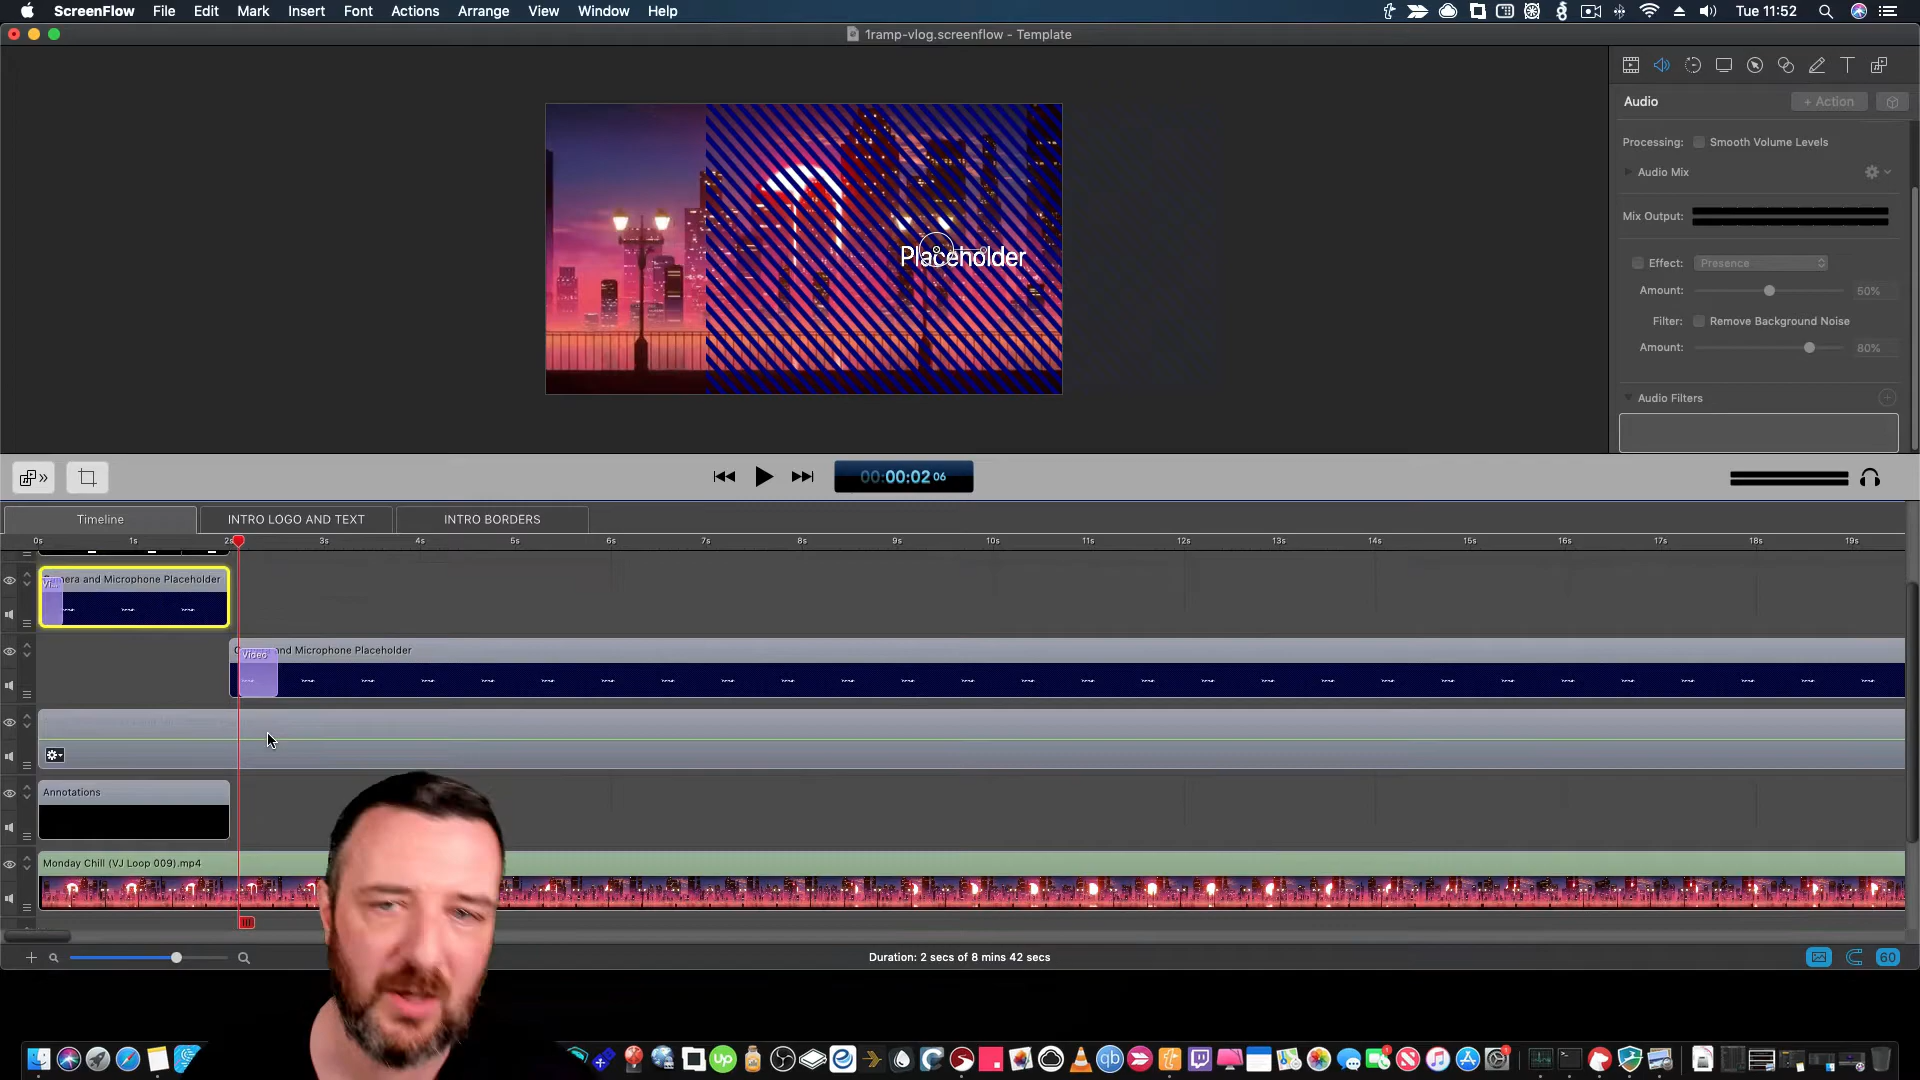 ScreenFlow File Edit Mark Insert Font Actions Arrange View Window Help Tue 11:52
1ramp-vlog.screenflow - Template
Audio + Action
Processing: Smooth Volume Levels
Audio Mix
Mix Output:
Effect: Presence
Amount: 50%
Filter: Remove Background Noise
Amount: 80%
Audio Filters
Placeholder
00:00:02 06
Timeline INTRO LOGO AND TEXT INTRO BORDERS
0s 1s 2s 3s 4s 5s 6s 7s 8s 9s 10s 11s 12s 13s 14s 15s 16s 17s 18s 19s
and Microphone Placeholder
Video and Microphone Placeholder
Annotations
Monday Chill (VJ Loop 009).mp4
Duration: 2 secs of 8 mins 42 secs
60
up qb